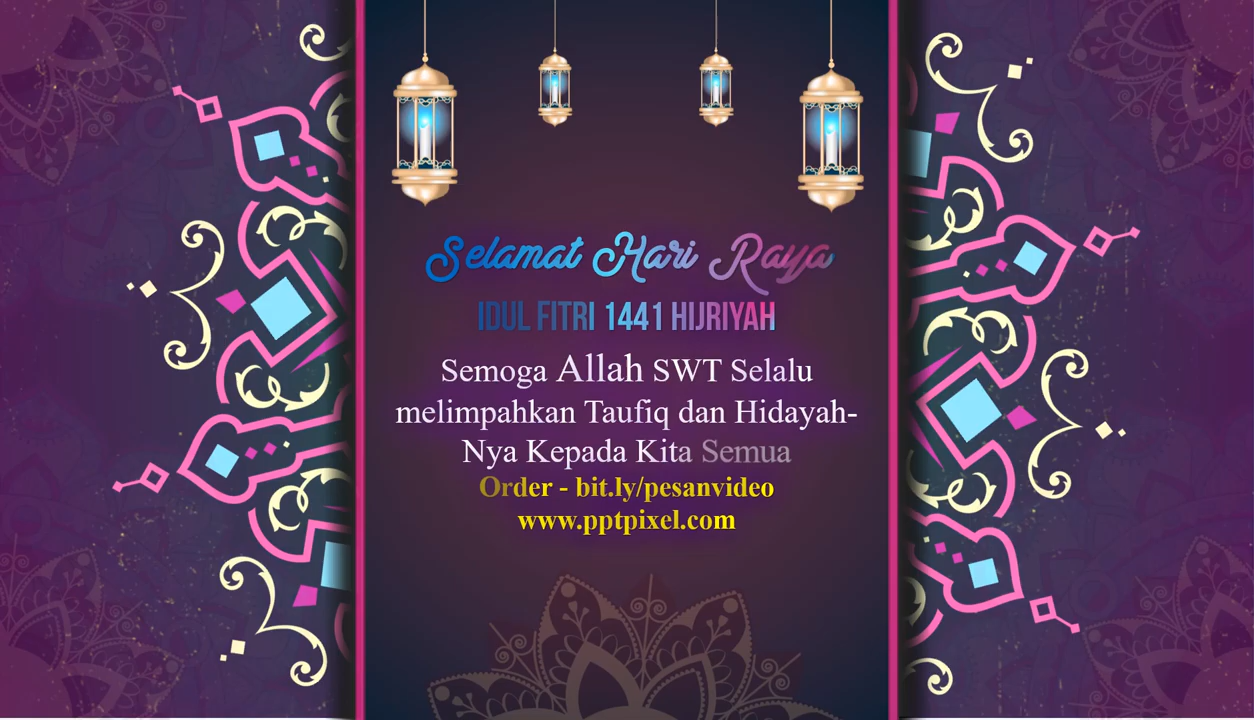 Selamat Hari Raya
IDUL FITRI 1441 HIJRIYAH
Semoga Allah SWT Selalu
melimpahkan Taufiq dan Hidayah-
Nya Kepada Kita Semua
Order - bit.ly/pesanvideo
www.pptpixel.com